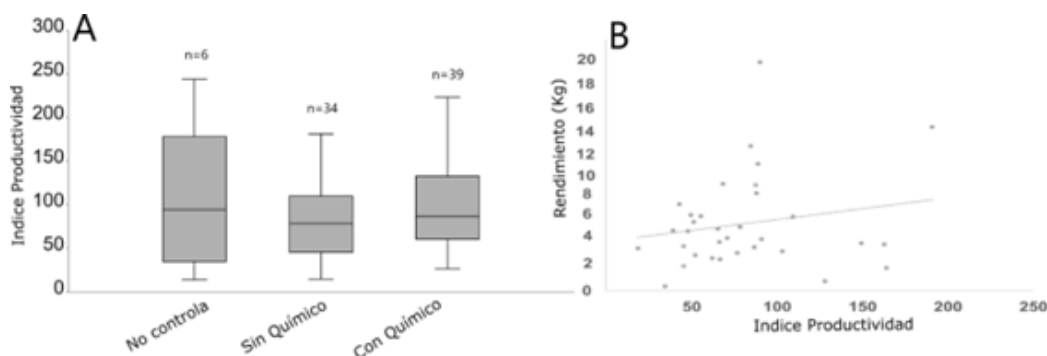 A
Indice Productividad
300
250
200
150
100
50
0
n=6
n=34
n=39
No controla
Sin Químico
Con Químico
B
Rendimiento (Kg)
20
18
16
14
12
10
8
6
4
2
0
50
100
150
200
250
Indice Productividad